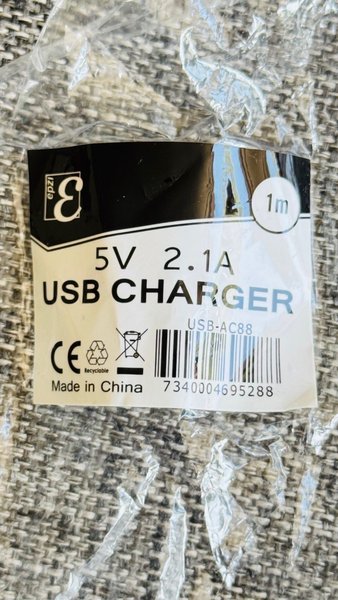 epzi
1m
5V 2.1A
USB CHARGER
USB-AC88
CE
Recyclable
Made in China
7340004695288